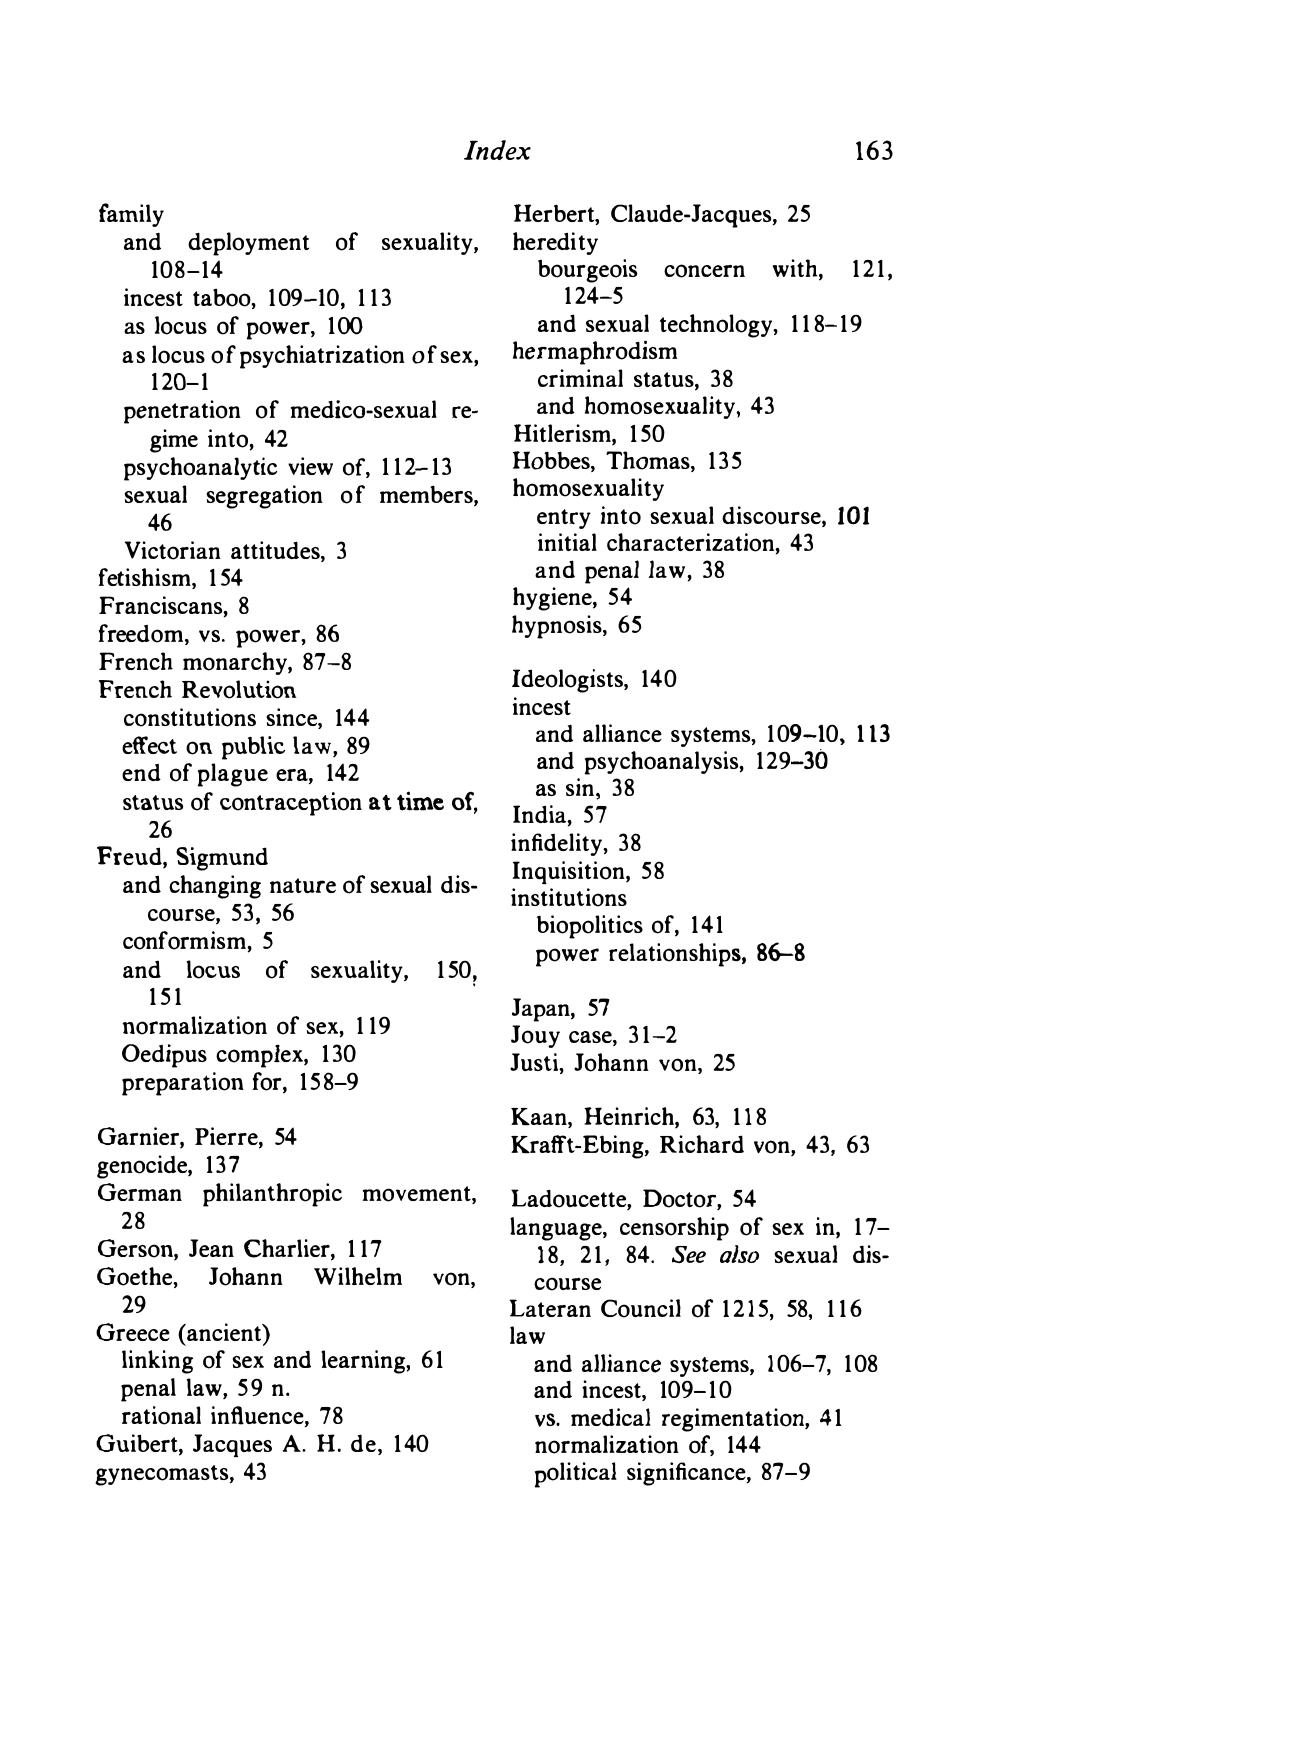 Index 163
family
and deployment of sexuality,
108–14
incest taboo, 109–10, 113
as locus of power, 100
as locus of psychiatrization of sex,
120–1
penetration of medico-sexual re-
gime into, 42
psychoanalytic view of, 112–13
sexual segregation of members,
46
Victorian attitudes, 3
fetishism, 154
Franciscans, 8
freedom, vs. power, 86
French monarchy, 87–8
French Revolution
constitutions since, 144
effect on public law, 89
end of plague era, 142
status of contraception at time of,
26
Freud, Sigmund
and changing nature of sexual dis-
course, 53, 56
conformism, 5
and locus of sexuality, 150,
151
normalization of sex, 119
Oedipus complex, 130
preparation for, 158–9
Garnier, Pierre, 54
genocide, 137
German philanthropic movement,
28
Gerson, Jean Charlier, 117
Goethe, Johann Wilhelm von,
29
Greece (ancient)
linking of sex and learning, 61
penal law, 59 n.
rational influence, 78
Guibert, Jacques A. H. de, 140
gynecomasts, 43
Herbert, Claude-Jacques, 25
heredity
bourgeois concern with, 121,
124–5
and sexual technology, 118–19
hermaphrodism
criminal status, 38
and homosexuality, 43
Hitlerism, 150
Hobbes, Thomas, 135
homosexuality
entry into sexual discourse, 101
initial characterization, 43
and penal law, 38
hygiene, 54
hypnosis, 65
Ideologists, 140
incest
and alliance systems, 109–10, 113
and psychoanalysis, 129–30
as sin, 38
India, 57
infidelity, 38
Inquisition, 58
institutions
biopolitics of, 141
power relationships, 86–8
Japan, 57
Jouy case, 31–2
Justi, Johann von, 25
Kaan, Heinrich, 63, 118
Krafft-Ebing, Richard von, 43, 63
Ladoucette, Doctor, 54
language, censorship of sex in, 17–
18, 21, 84. See also sexual dis-
course
Lateran Council of 1215, 58, 116
law
and alliance systems, 106–7, 108
and incest, 109–10
vs. medical regimentation, 41
normalization of, 144
political significance, 87–9